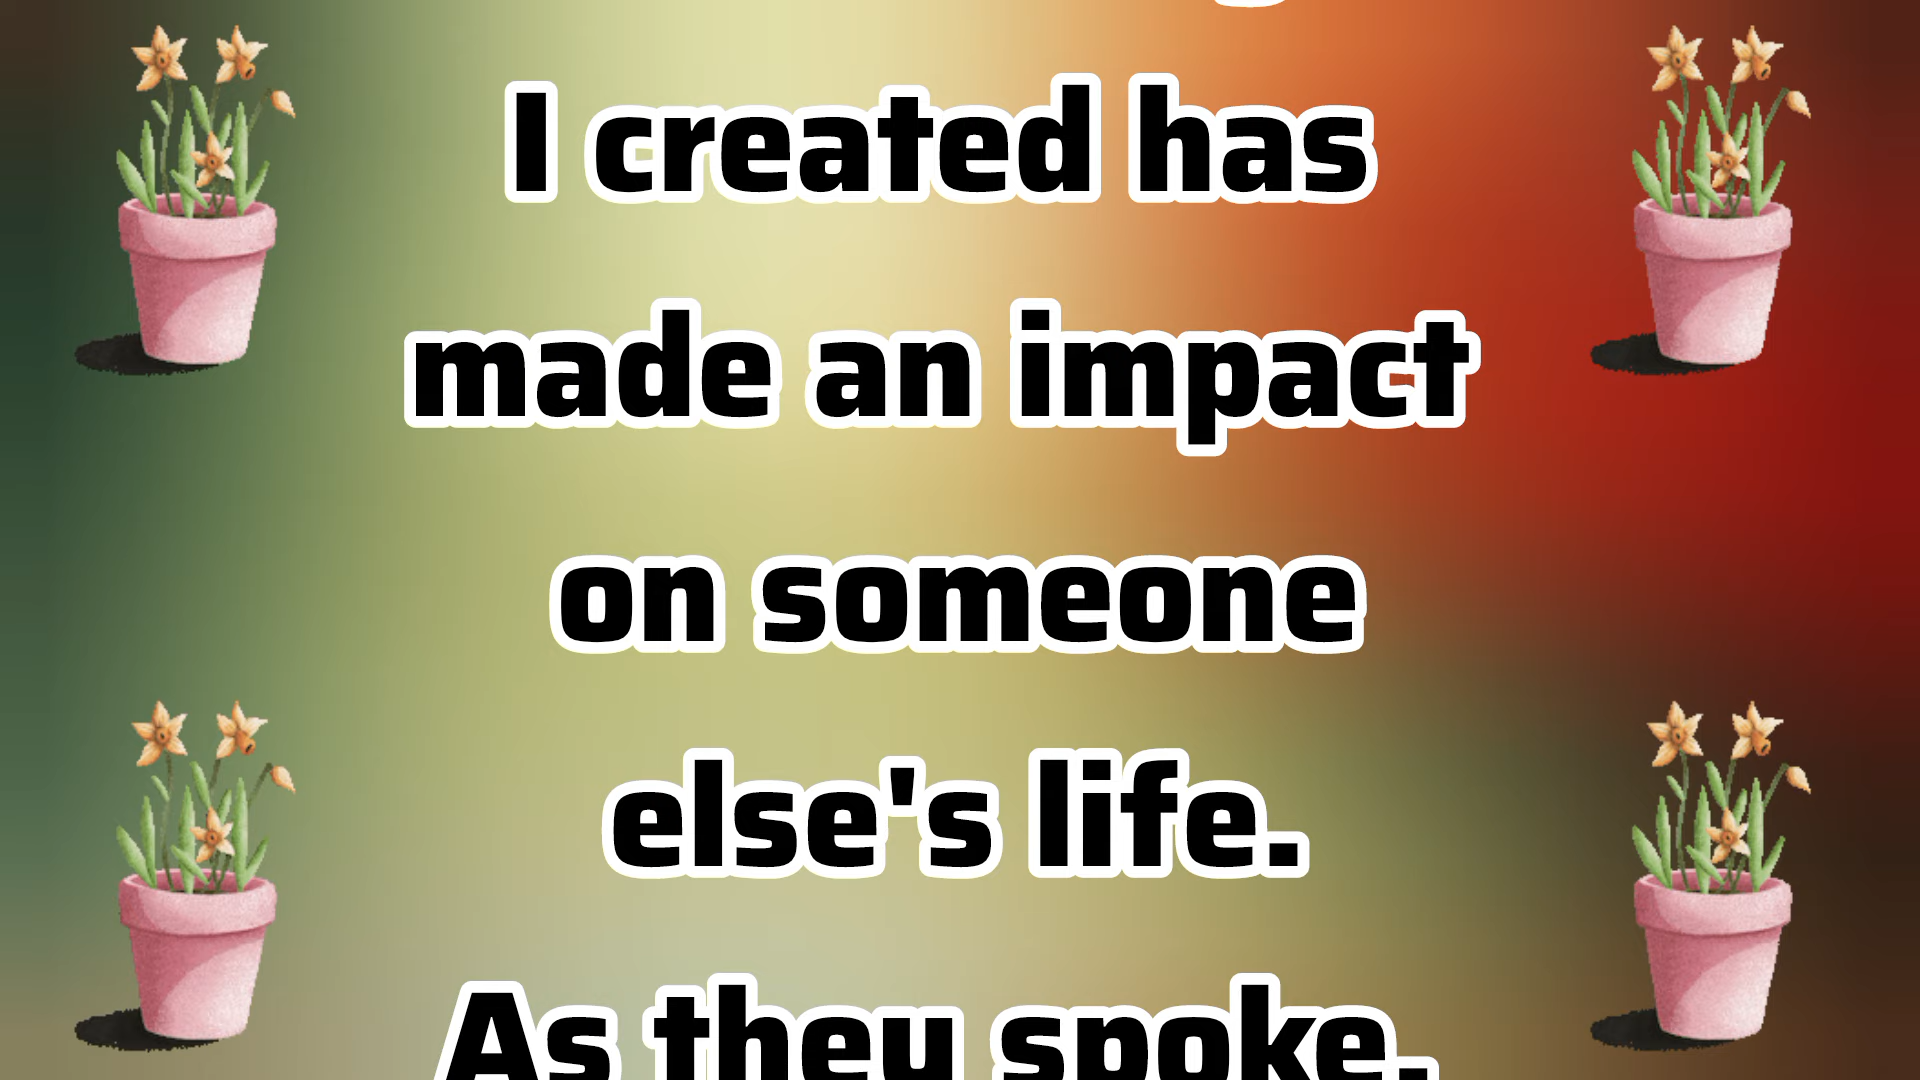 I created has
made an impact
on someone
else's life.
As they spoke,